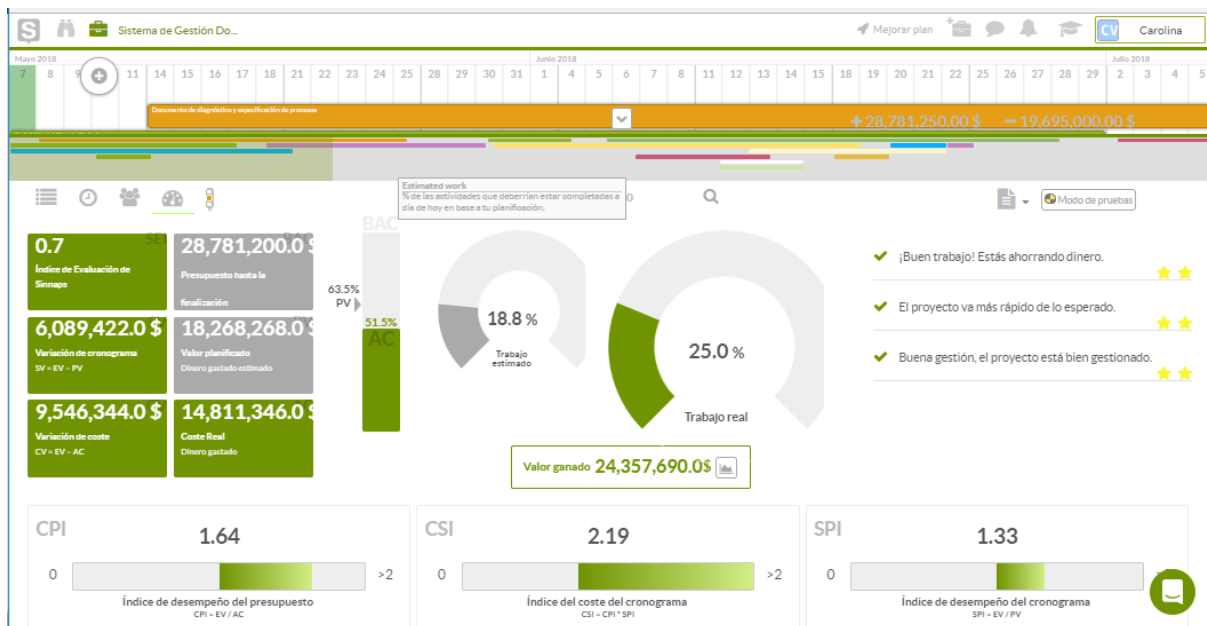 S
Sistema de Gestión Do...
Mejorar plan
CV
Carolina
Mayo 2018
Junio 2018
Julio 2018
7 8 9 11 14 15 16 17 18 21 22 23 24 25 28 29 30 31 1 4 5 6 7 8 11 12 13 14 15 18 19 20 21 22 25 26 27 28 29 2 3 4 5
Documento de diagnóstico y especificación de procesos
+ 28,781,250.00 $ − 19,695,000.00 $
Estimated work
% de las actividades que deberrían estar completadas a
día de hoy en base a tu planificación.
0
Modo de pruebas
0.7
SEI
Índice de Evaluación de
Sinnaps
28,781,200.0 $
BAC
Presupuesto hasta la
finalización
6,089,422.0 $
Variación de cronograma
SV = EV − PV
18,268,268.0 $
PV
Valor planificado
Dinero gastado estimado
9,546,344.0 $
Variación de coste
CV = EV − AC
14,811,346.0 $
Coste Real
Dinero gastado
BAC
63.5%
PV
51.5%
AC
18.8 %
Trabajo
estimado
25.0 %
Trabajo real
Valor ganado 24,357,690.0$
¡Buen trabajo! Estás ahorrando dinero.
El proyecto va más rápido de lo esperado.
Buena gestión, el proyecto está bien gestionado.
CPI
1.64
0
>2
Índice de desempeño del presupuesto
CPI = EV / AC
CSI
2.19
0
>2
Índice del coste del cronograma
CSI = CPI * SPI
SPI
1.33
0
Índice de desempeño del cronograma
SPI = EV / PV